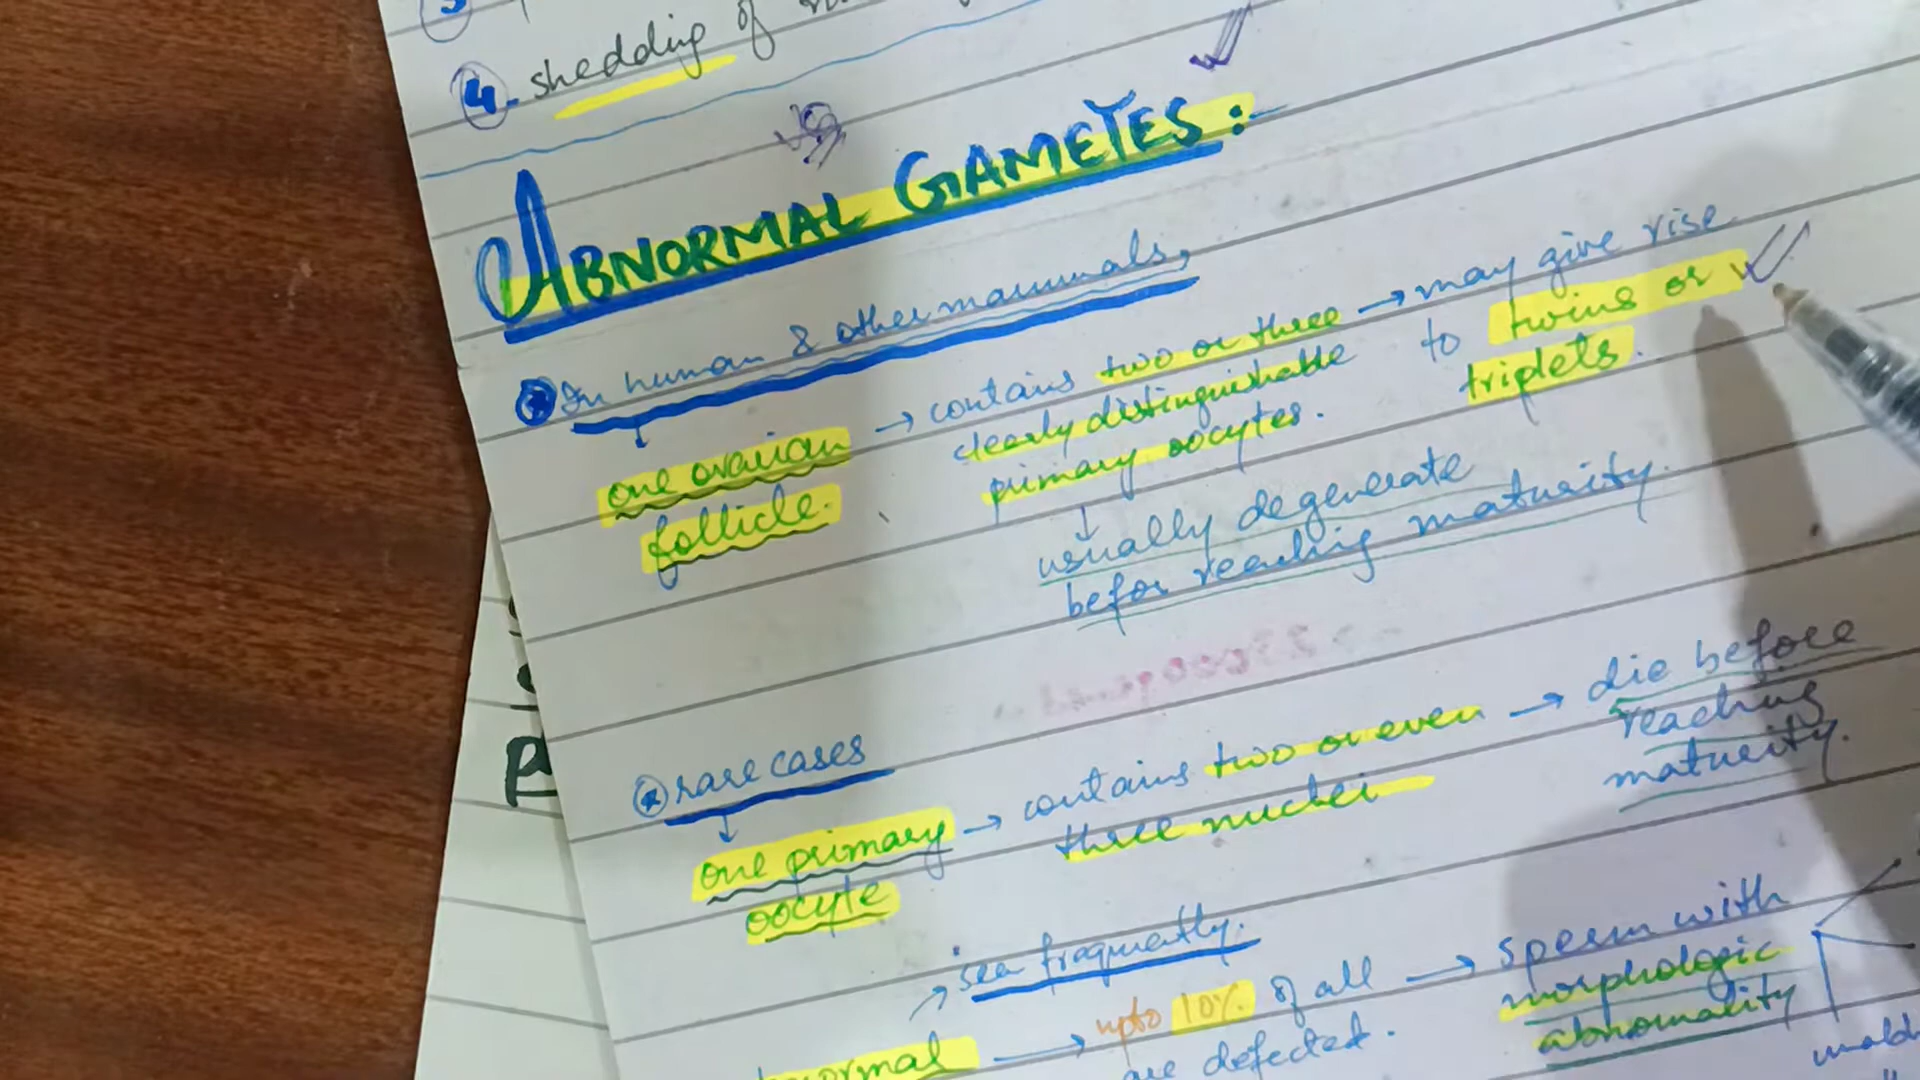 4. shedding of
ABNORMAL GAMETES:
In human & other mammals,
one ovarian
follicle.
→ contains two or three
clearly distinguishable
primary oocytes.
→ may give rise
to twins or
triplets.
usually degenerate
befor reaching maturity.
rare cases
one primary
oocyte
→ contains two or even
three nuclei
→ die before
reaching
maturity.
seen frequently.
→ upto 10% of all
are defected.
→ sperm with
morphologic
abnormality